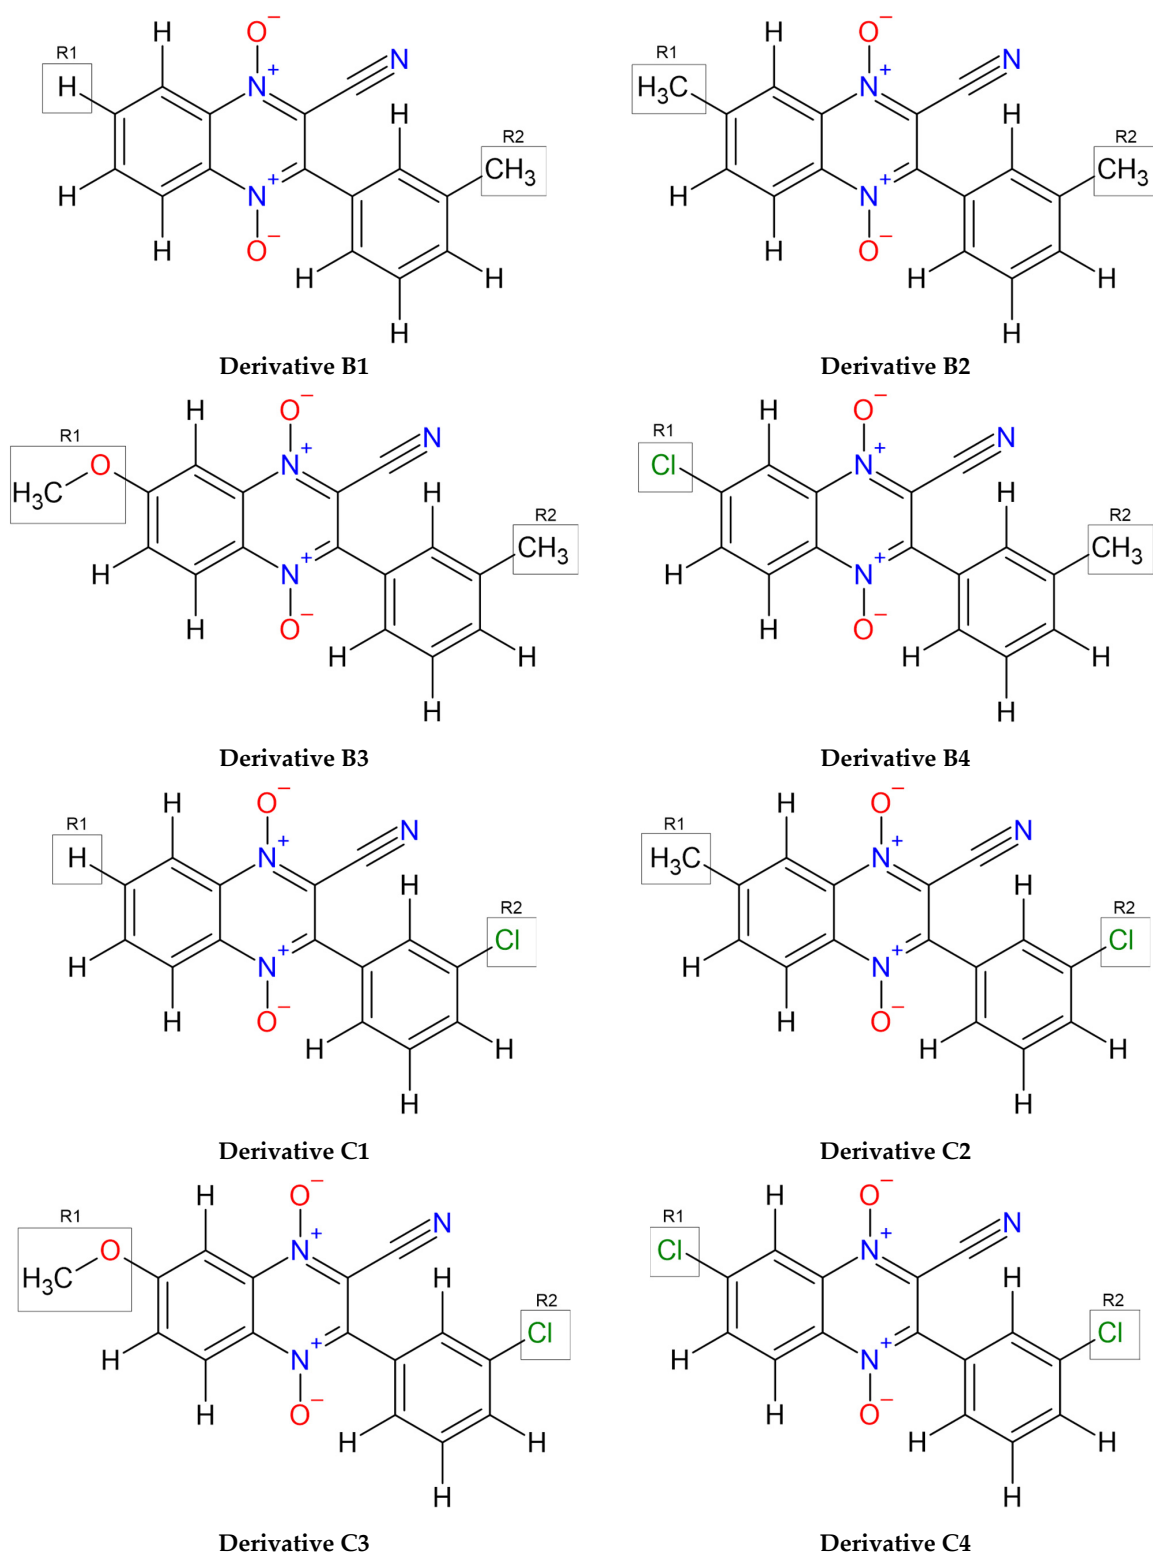 H O−
R1 N
H N+ H
R2
H N+ CH3
H O− H H
H
Derivative B1
H O−
R1 N
H3C N+ H
R2
H N+ CH3
H O− H H
H
Derivative B2
H O−
R1 O N
H3C N+ H
R2
H N+ CH3
H O− H H
H
Derivative B3
H O−
R1 N
Cl N+ H
R2
H N+ CH3
H O− H H
H
Derivative B4
H O−
R1 N
H N+ H
R2
H N+ Cl
H O− H H
H
Derivative C1
H O−
R1 N
H3C N+ H
R2
H N+ Cl
H O− H H
H
Derivative C2
H O−
R1 O N
H3C N+ H
R2
H N+ Cl
H O− H H
H
Derivative C3
H O−
R1 N
Cl N+ H
R2
H N+ Cl
H O− H H
H
Derivative C4